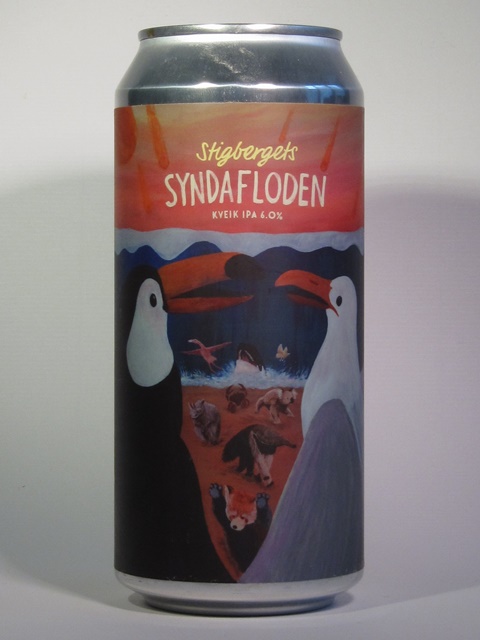 Stigbergets
SYNDAFLODEN
KVEIK IPA 6.0%